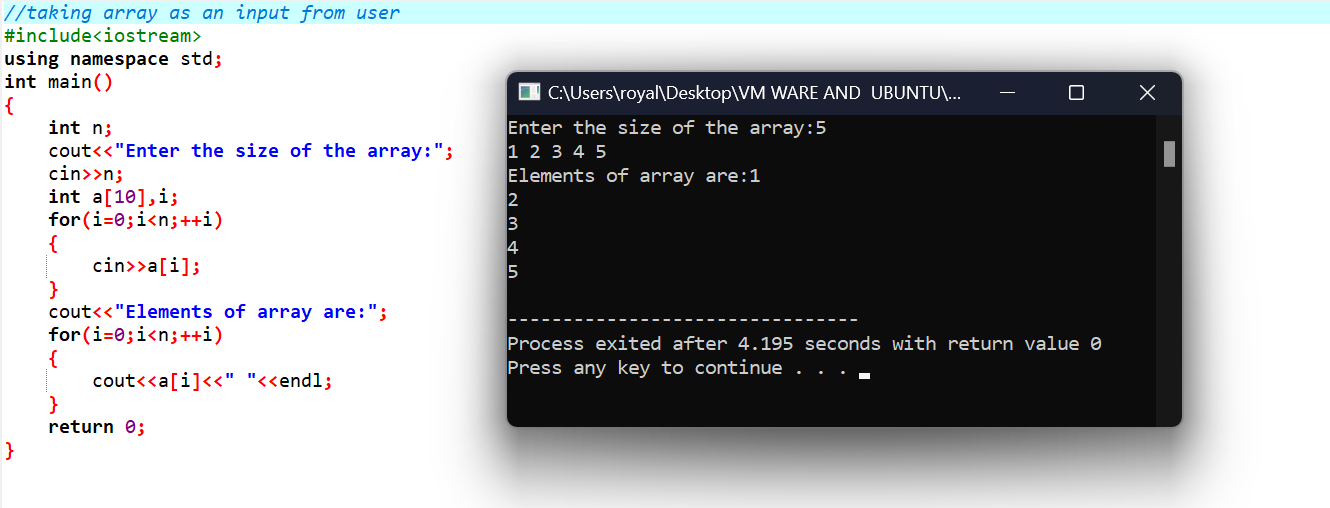 //taking array as an input from user
#include<iostream>
using namespace std;
int main()
{
    int n;
    cout<<"Enter the size of the array:";
    cin>>n;
    int a[10],i;
    for(i=0;i<n;++i)
    {
        cin>>a[i];
    }
    cout<<"Elements of array are:";
    for(i=0;i<n;++i)
    {
        cout<<a[i]<<" "<<endl;
    }
    return 0;
}
C:\Users\royal\Desktop\VM WARE AND  UBUNTU\...
Enter the size of the array:5
1 2 3 4 5
Elements of array are:1
2
3
4
5
--------------------------------
Process exited after 4.195 seconds with return value 0
Press any key to continue . . .